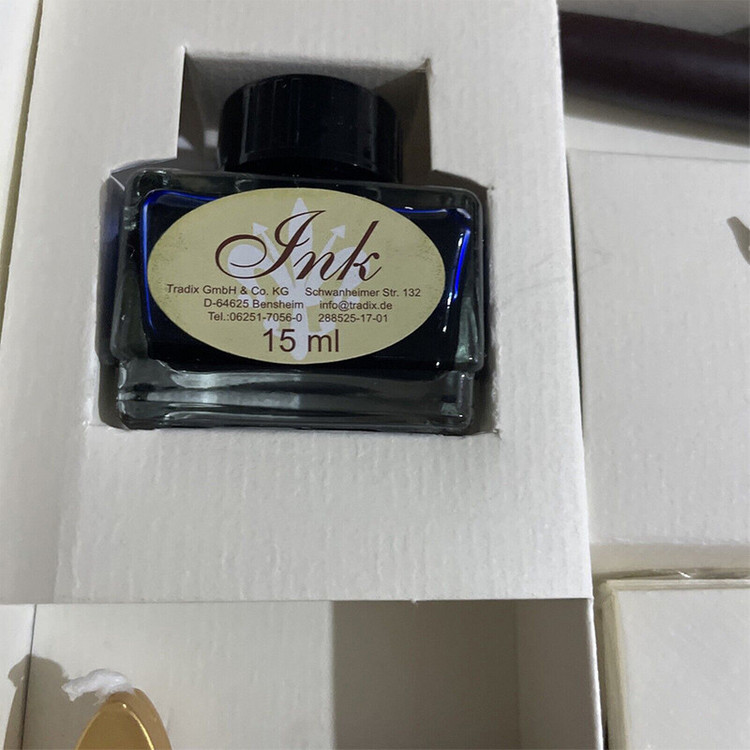 Ink
Tradix GmbH & Co. KG Schwanheimer Str. 132
D-64625 Bensheim info@tradix.de
Tel.:06251-7056-0 288525-17-01
15 ml